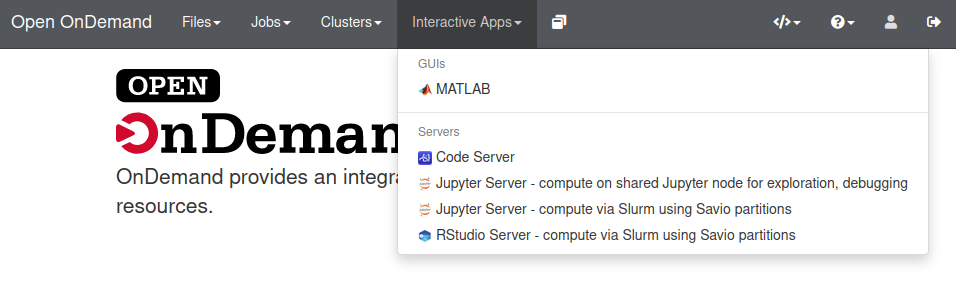 Open OnDemand Files Jobs Clusters Interactive Apps
GUIs
MATLAB
Servers
Code Server
Jupyter Server - compute on shared Jupyter node for exploration, debugging
Jupyter Server - compute via Slurm using Savio partitions
RStudio Server - compute via Slurm using Savio partitions
OPEN
OnDeman
OnDemand provides an integr
resources.